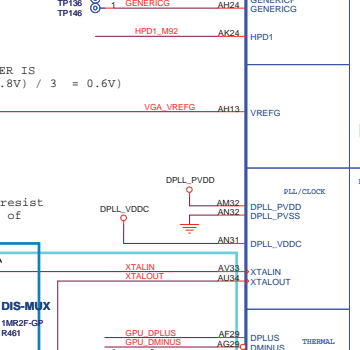 TP136
1 GENERICG AH24 GENERICF
TP146 GENERICG
HPD1_M92 AK24 HPD1
ER IS
.8V) / 3 = 0.6V)
VGA_VREFG AH13 VREFG
DPLL_PVDD
PLL/CLOCK
resist
of
DPLL_VDDC
AM32 DPLL_PVDD
AN32 DPLL_PVSS
AN31 DPLL_VDDC
XTALIN AV33 XTALIN
XTALOUT AU34 XTALOUT
DIS-MUX
1MR2F-GP
R461
GPU_DPLUS AF29 DPLUS
GPU_DMINUS AG29 DMINUS
THERMAL